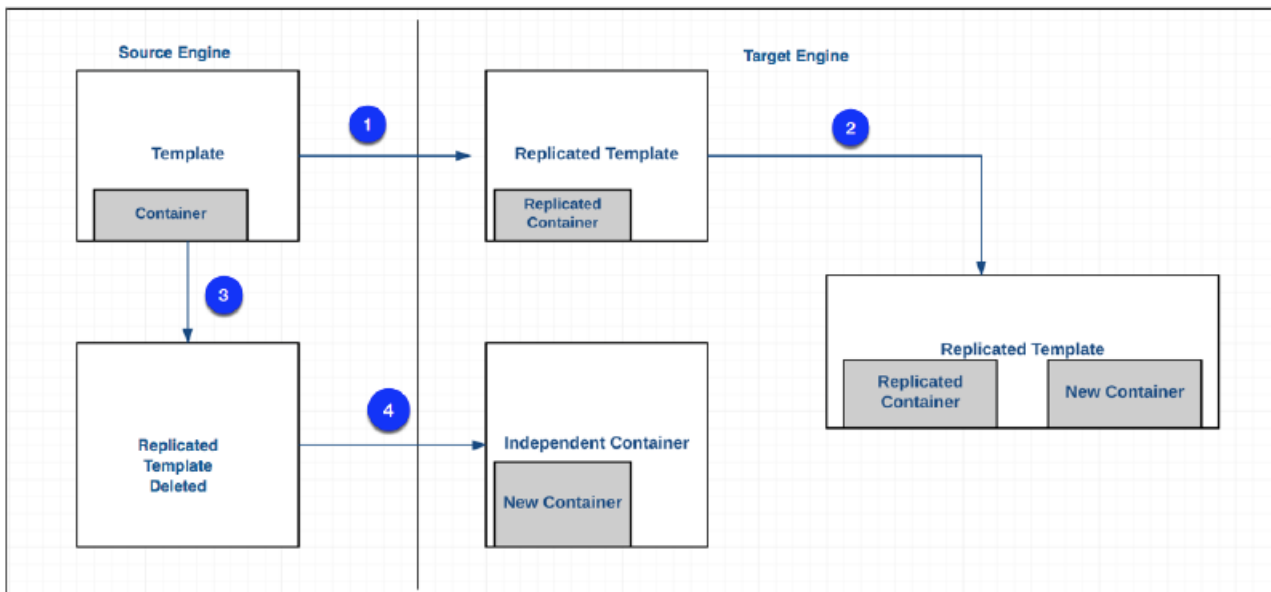 Source Engine
Target Engine
1
2
Template
Replicated Template
Container
Replicated
Container
3
Replicated Template
Replicated
Container
New Container
4
Replicated
Template
Deleted
Independent Container
New Container